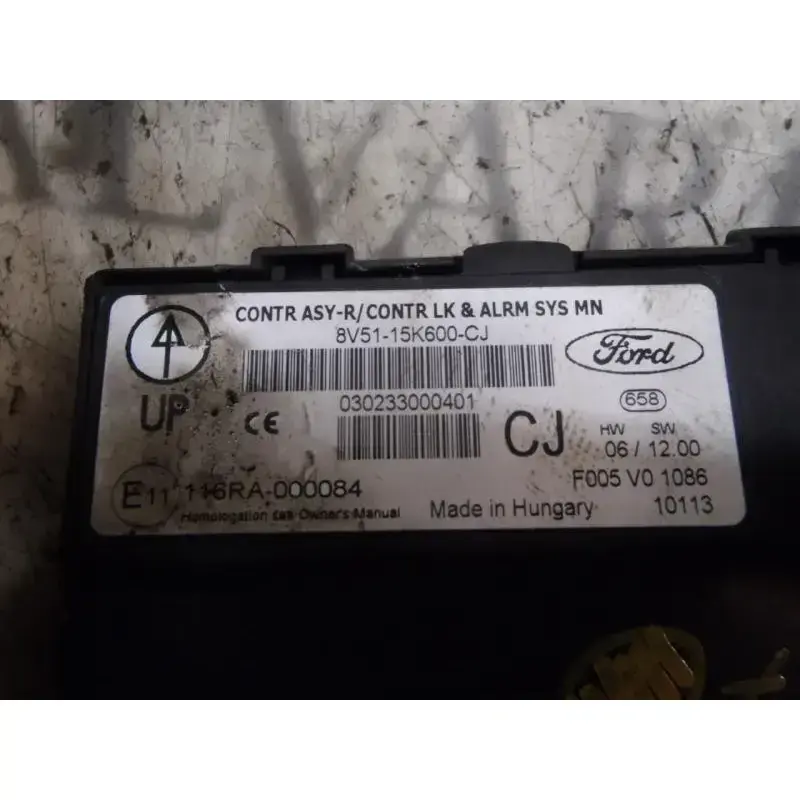 CONTR ASY-R/CONTR LK & ALRM SYS MN
8V51-15K600-CJ
Ford
UP
CE
030233000401
CJ
658
HW SW
06/12.00
E11 116RA-000084
F005 V0 1086
Homologation see Owner's Manual
Made in Hungary
10113